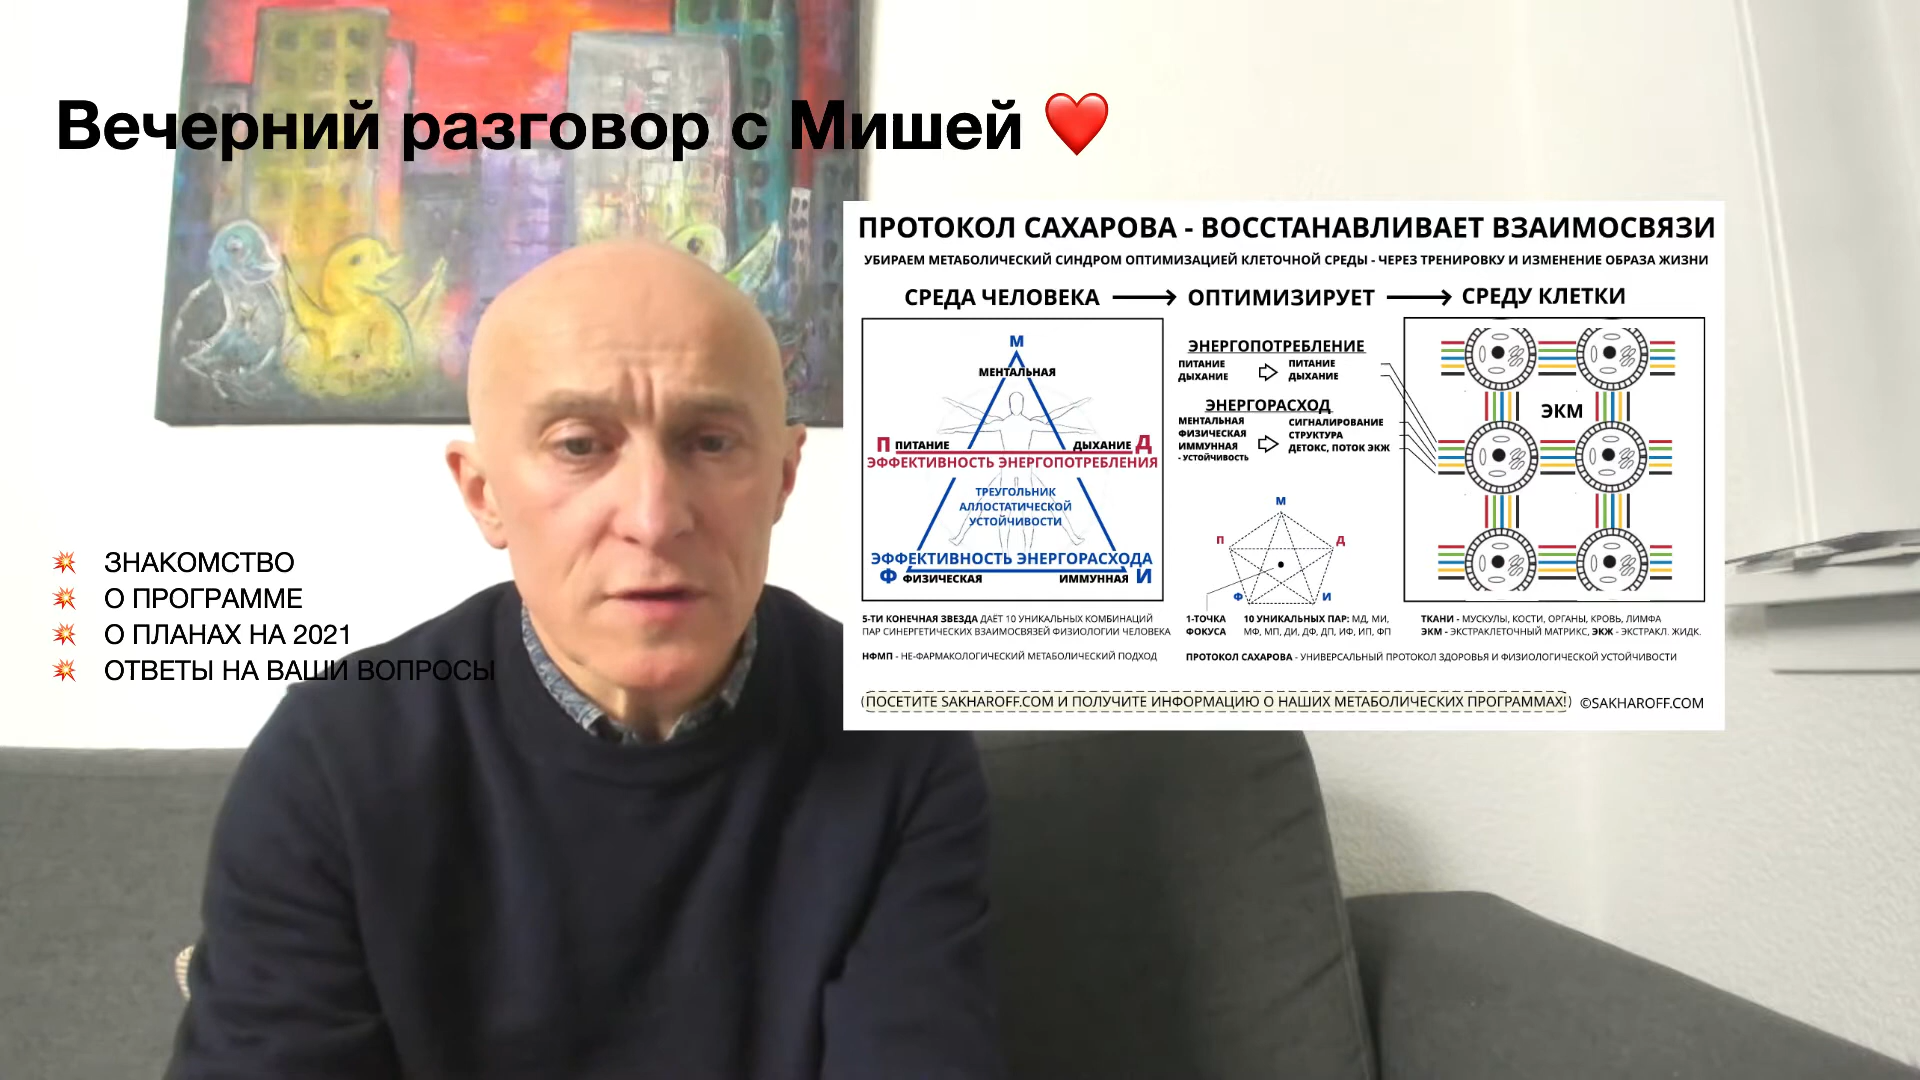 Вечерний разговор с Мишей ❤️
ПРОТОКОЛ САХАРОВА - ВОССТАНАВЛИВАЕТ ВЗАИМОСВЯЗИ
УБИРАЕМ МЕТАБОЛИЧЕСКИЙ СИНДРОМ ОПТИМИЗАЦИЕЙ КЛЕТОЧНОЙ СРЕДЫ - ЧЕРЕЗ ТРЕНИРОВКУ И ИЗМЕНЕНИЕ ОБРАЗА ЖИЗНИ
СРЕДА ЧЕЛОВЕКА → ОПТИМИЗИРУЕТ → СРЕДУ КЛЕТКИ
М
МЕНТАЛЬНАЯ
П ПИТАНИЕ ДЫХАНИЕ Д
ЭФФЕКТИВНОСТЬ ЭНЕРГОПОТРЕБЛЕНИЯ
ТРЕУГОЛЬНИК
АЛЛОСТАТИЧЕСКОЙ
УСТОЙЧИВОСТИ
ЭФФЕКТИВНОСТЬ ЭНЕРГОРАСХОДА
Ф ФИЗИЧЕСКАЯ ИММУННАЯ И
ЭНЕРГОПОТРЕБЛЕНИЕ
ПИТАНИЕ ПИТАНИЕ
ДЫХАНИЕ ДЫХАНИЕ
ЭНЕРГОРАСХОД
МЕНТАЛЬНАЯ СИГНАЛИРОВАНИЕ
ФИЗИЧЕСКАЯ СТРУКТУРА
ИММУННАЯ ДЕТОКС, ПОТОК ЭКЖ
- УСТОЙЧИВОСТЬ
М
П Д
Ф И
ЭКМ
5-ТИ КОНЕЧНАЯ ЗВЕЗДА ДАЁТ 10 УНИКАЛЬНЫХ КОМБИНАЦИЙ
ПАР СИНЕРГЕТИЧЕСКИХ ВЗАИМОСВЯЗЕЙ ФИЗИОЛОГИИ ЧЕЛОВЕКА
1-ТОЧКА
ФОКУСА
10 УНИКАЛЬНЫХ ПАР: МД, МИ,
МФ, МП, ДИ, ДФ, ДП, ИФ, ИП, ФП
ТКАНИ - МУСКУЛЫ, КОСТИ, ОРГАНЫ, КРОВЬ, ЛИМФА
ЭКМ - ЭКСТРАКЛЕТОЧНЫЙ МАТРИКС, ЭКЖ - ЭКСТРАКЛ. ЖИДК.
НФМП - НЕ-ФАРМАКОЛОГИЧЕСКИЙ МЕТАБОЛИЧЕСКИЙ ПОДХОД
ПРОТОКОЛ САХАРОВА - УНИВЕРСАЛЬНЫЙ ПРОТОКОЛ ЗДОРОВЬЯ И ФИЗИОЛОГИЧЕСКОЙ УСТОЙЧИВОСТИ
(ПОСЕТИТЕ SAKHAROFF.COM И ПОЛУЧИТЕ ИНФОРМАЦИЮ О НАШИХ МЕТАБОЛИЧЕСКИХ ПРОГРАММАХ!) ©SAKHAROFF.COM
💥 ЗНАКОМСТВО
💥 О ПРОГРАММЕ
💥 О ПЛАНАХ НА 2021
💥 ОТВЕТЫ НА ВАШИ ВОПРОСЫ